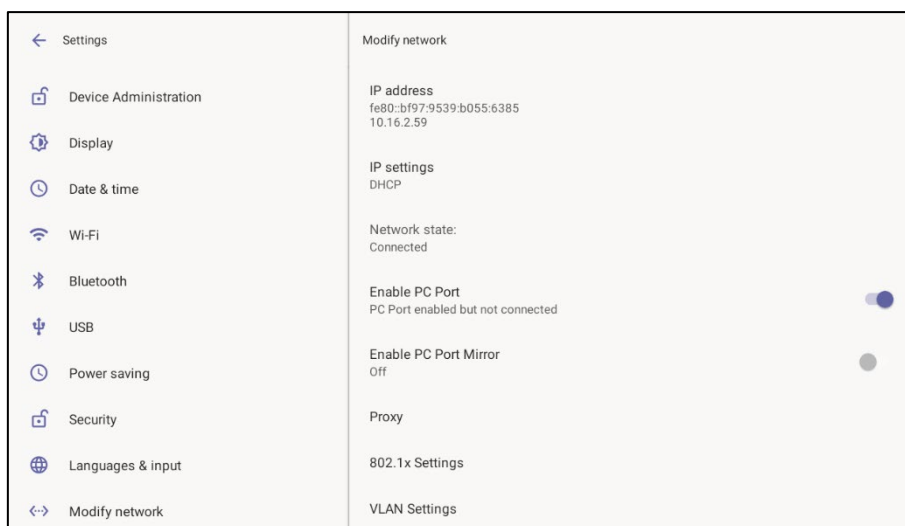 Settings
Device Administration
Display
Date & time
Wi-Fi
Bluetooth
USB
Power saving
Security
Languages & input
Modify network
Modify network
IP address
fe80::bf97:9539:b055:6385
10.16.2.59
IP settings
DHCP
Network state:
Connected
Enable PC Port
PC Port enabled but not connected
Enable PC Port Mirror
Off
Proxy
802.1x Settings
VLAN Settings